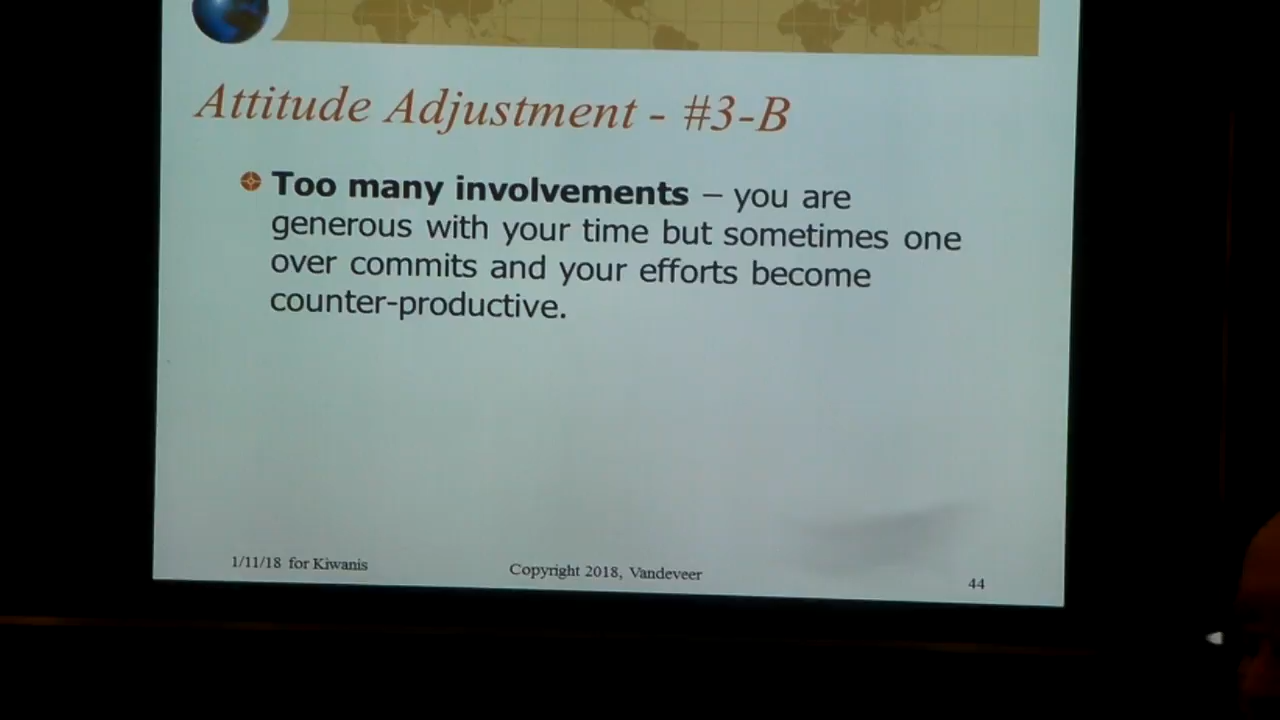 Attitude Adjustment - #3-B
Too many involvements – you are
generous with your time but sometimes one
over commits and your efforts become
counter-productive.
1/11/18 for Kiwanis
Copyright 2018, Vandeveer
44